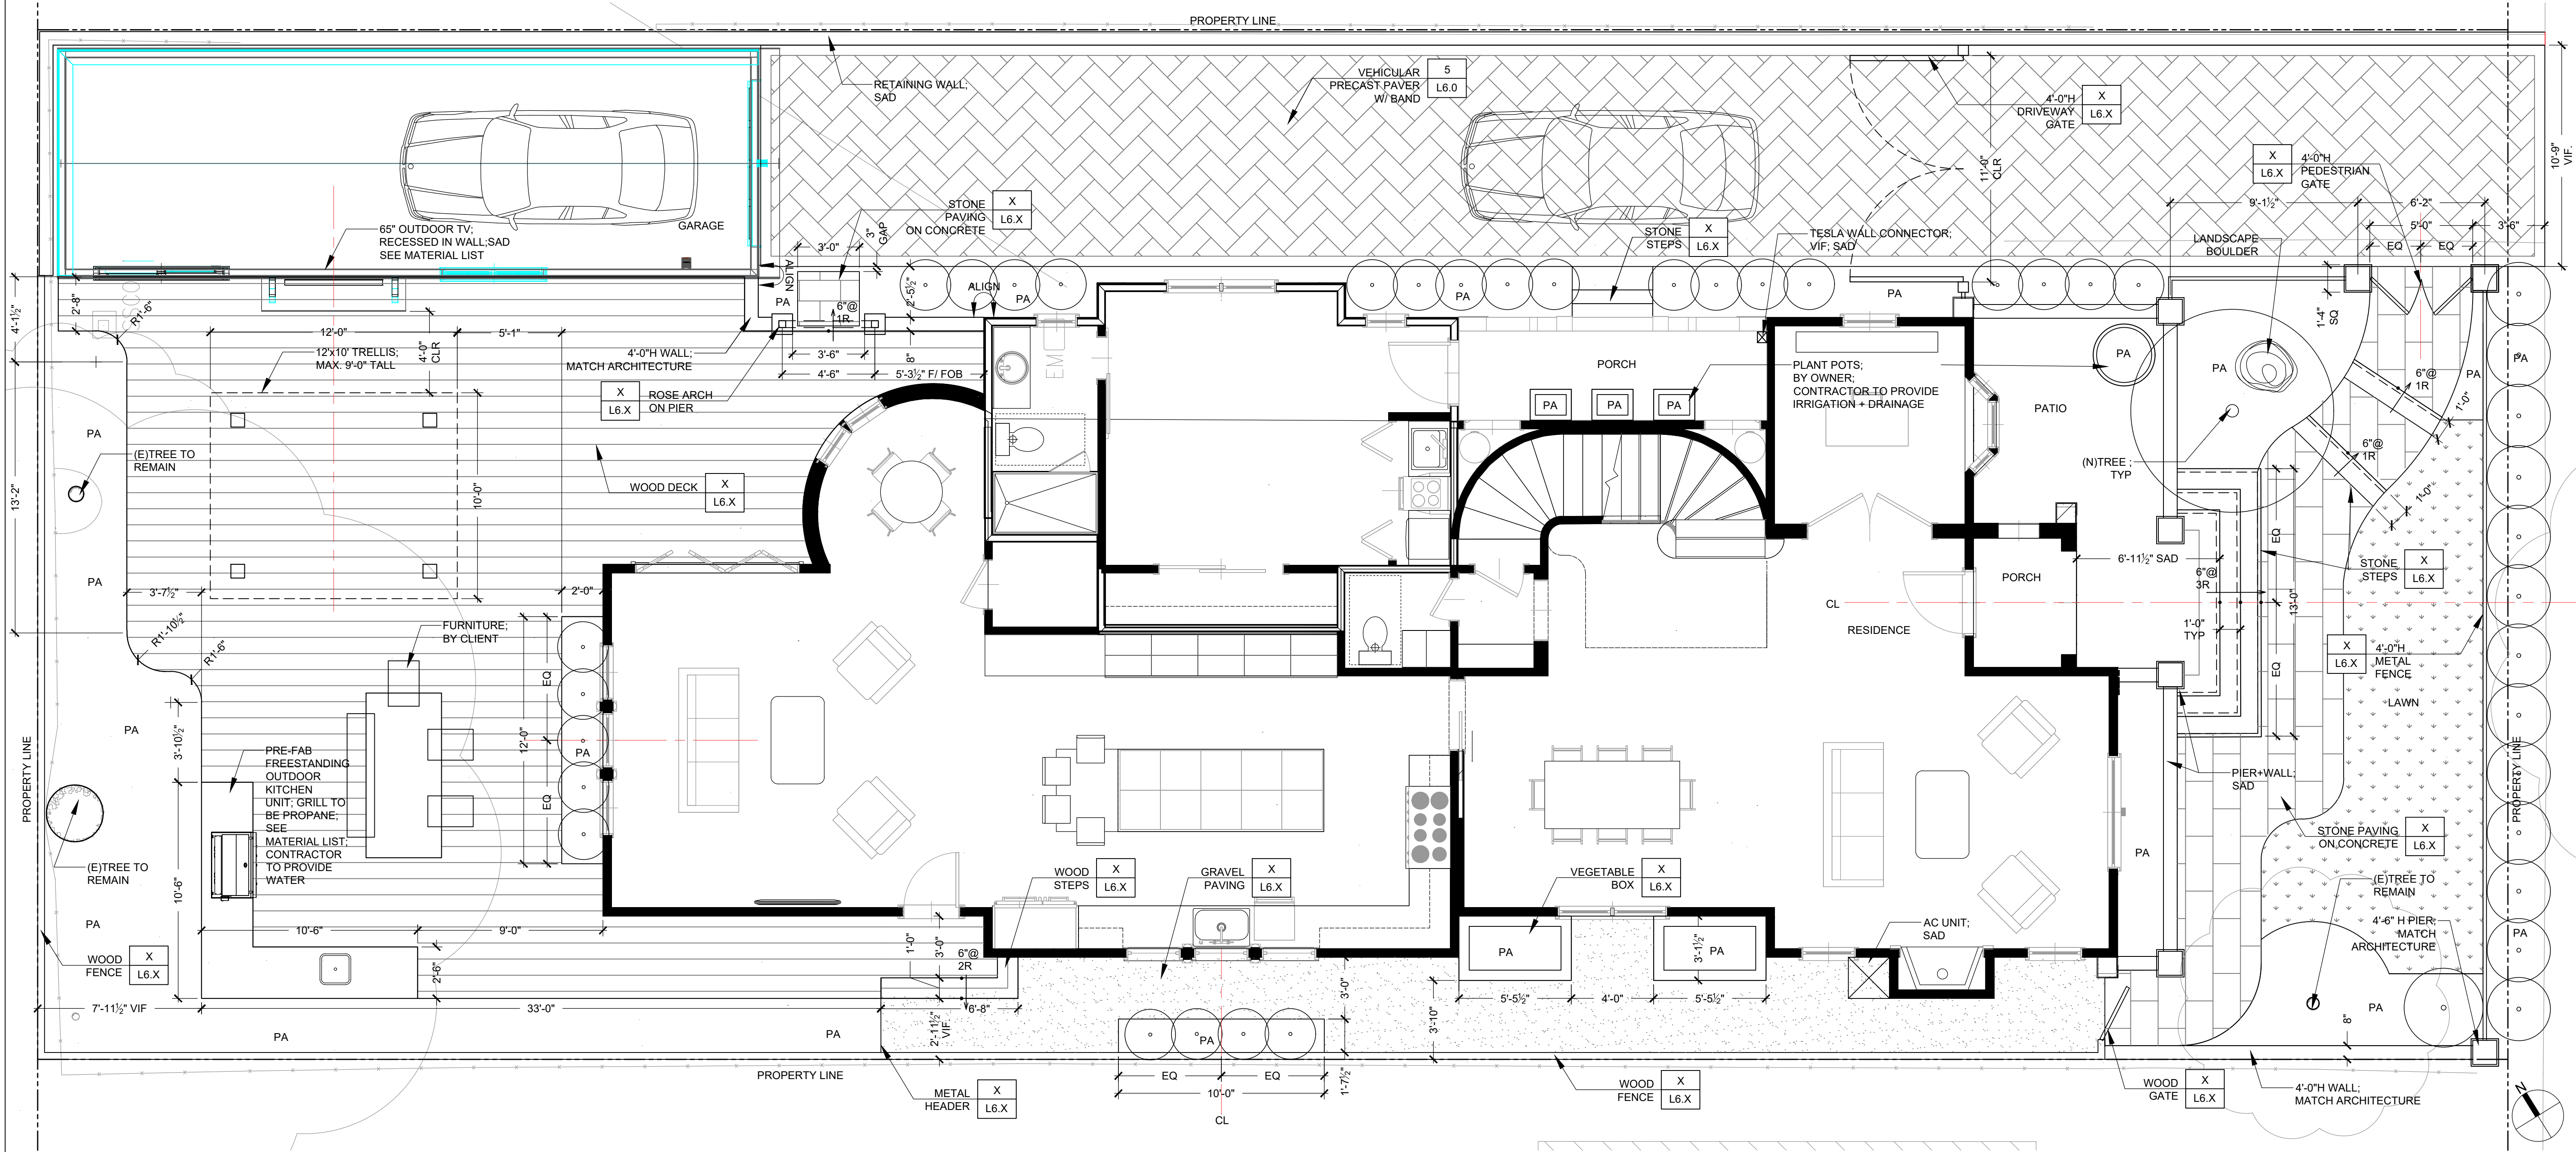 PROPERTY LINE
RETAINING WALL;
SAD
VEHICULAR
PRECAST PAVER
W/ BAND
5
L6.0
4'-0"H
DRIVEWAY
GATE
X
L6.X
11'-9"
CLR
10'-9"
VIF.
X
L6.X
4'-0"H
PEDESTRIAN
GATE
9'-1½"
6'-2"
5'-0"
3'-6"
EQ
EQ
LANDSCAPE
BOULDER
GARAGE
65" OUTDOOR TV;
RECESSED IN WALL;SAD
SEE MATERIAL LIST
STONE
PAVING
ON CONCRETE
X
L6.X
3"
GAP
3'-0"
STONE
STEPS
X
L6.X
TESLA WALL CONNECTOR;
VIF; SAD
ALIGN
ALIGN
PA
PA
PA
PA
2'-5½"
8"
6"@
1R
4'-1½"
2'-8"
R1'-6"
12'-0"
5'-1"
4'-0"
CLR
12'x10' TRELLIS;
MAX. 9'-0" TALL
4'-0"H WALL;
MATCH ARCHITECTURE
3'-6"
4'-6"
5'-3½" F/ FOB
X
L6.X
ROSE ARCH
ON PIER
EM
PORCH
PLANT POTS;
BY OWNER;
CONTRACTOR TO PROVIDE
IRRIGATION + DRAINAGE
PA
PA
PA
PA
PA
1'-4"
SQ
PA
PA
6"@
1R
1'-0"
PATIO
6"@
1R
1'-0"
(N)TREE ;
TYP
PA
(E)TREE TO
REMAIN
WOOD DECK
X
L6.X
10'-0"
13'-2"
PA
3'-7½"
2'-0"
R1'-10½"
R1'-6"
FURNITURE;
BY CLIENT
PORCH
6'-11½" SAD
6"@
3R
EQ
13'-0"
EQ
1'-0"
TYP
STONE
STEPS
X
L6.X
CL
RESIDENCE
X
L6.X
4'-0"H
METAL
FENCE
LAWN
EQ
12'-0"
EQ
PA
PA
3'-10½"
PROPERTY LINE
PRE-FAB
FREESTANDING
OUTDOOR
KITCHEN
UNIT; GRILL TO
BE PROPANE;
SEE
MATERIAL LIST;
CONTRACTOR
TO PROVIDE
WATER
(E)TREE TO
REMAIN
10'-6"
PIER+WALL;
SAD
PROPERTY LINE
STONE PAVING
ON CONCRETE
X
L6.X
PA
(E)TREE TO
REMAIN
4'-6" H PIER;
MATCH
ARCHITECTURE
PA
WOOD
STEPS
X
L6.X
GRAVEL
PAVING
X
L6.X
VEGETABLE
BOX
X
L6.X
AC UNIT;
SAD
PA
WOOD
FENCE
X
L6.X
10'-6"
9'-0"
2'-6"
1'-0"
3'-0"
6"@
2R
PA
3'-1½"
PA
7'-11½" VIF
33'-0"
6'-8"
2'-11½"
VIF.
3'-0"
3'-10"
5'-5½"
4'-0"
5'-5½"
PA
PA
PA
PA
8"
PROPERTY LINE
EQ
EQ
10'-0"
1'-7½"
CL
METAL
HEADER
X
L6.X
WOOD
FENCE
X
L6.X
WOOD
GATE
X
L6.X
4'-0"H WALL;
MATCH ARCHITECTURE
N